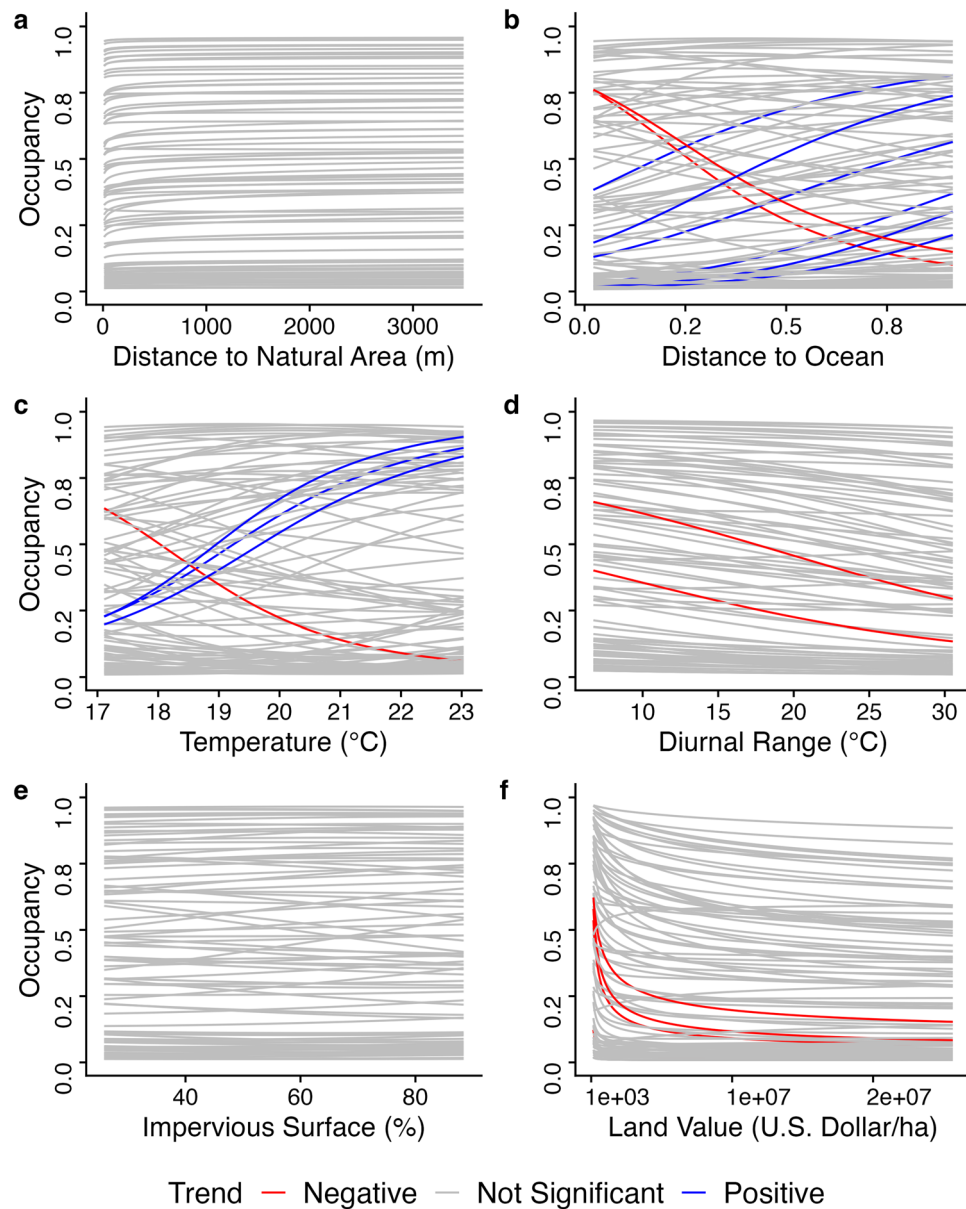 a
1.0
0.8
0.5
0.2
0.0
Occupancy
0
1000
2000
3000
Distance to Natural Area (m)
b
1.0
0.8
0.5
0.2
0.0
0.0
0.2
0.5
0.8
Distance to Ocean
c
1.0
0.8
0.5
0.2
0.0
Occupancy
17
18
19
20
21
22
23
Temperature (°C)
d
1.0
0.8
0.5
0.2
0.0
10
15
20
25
30
Diurnal Range (°C)
e
1.0
0.8
0.5
0.2
0.0
Occupancy
40
60
80
Impervious Surface (%)
f
1.0
0.8
0.5
0.2
0.0
1e+03
1e+07
2e+07
Land Value (U.S. Dollar/ha)
Trend
Negative
Not Significant
Positive